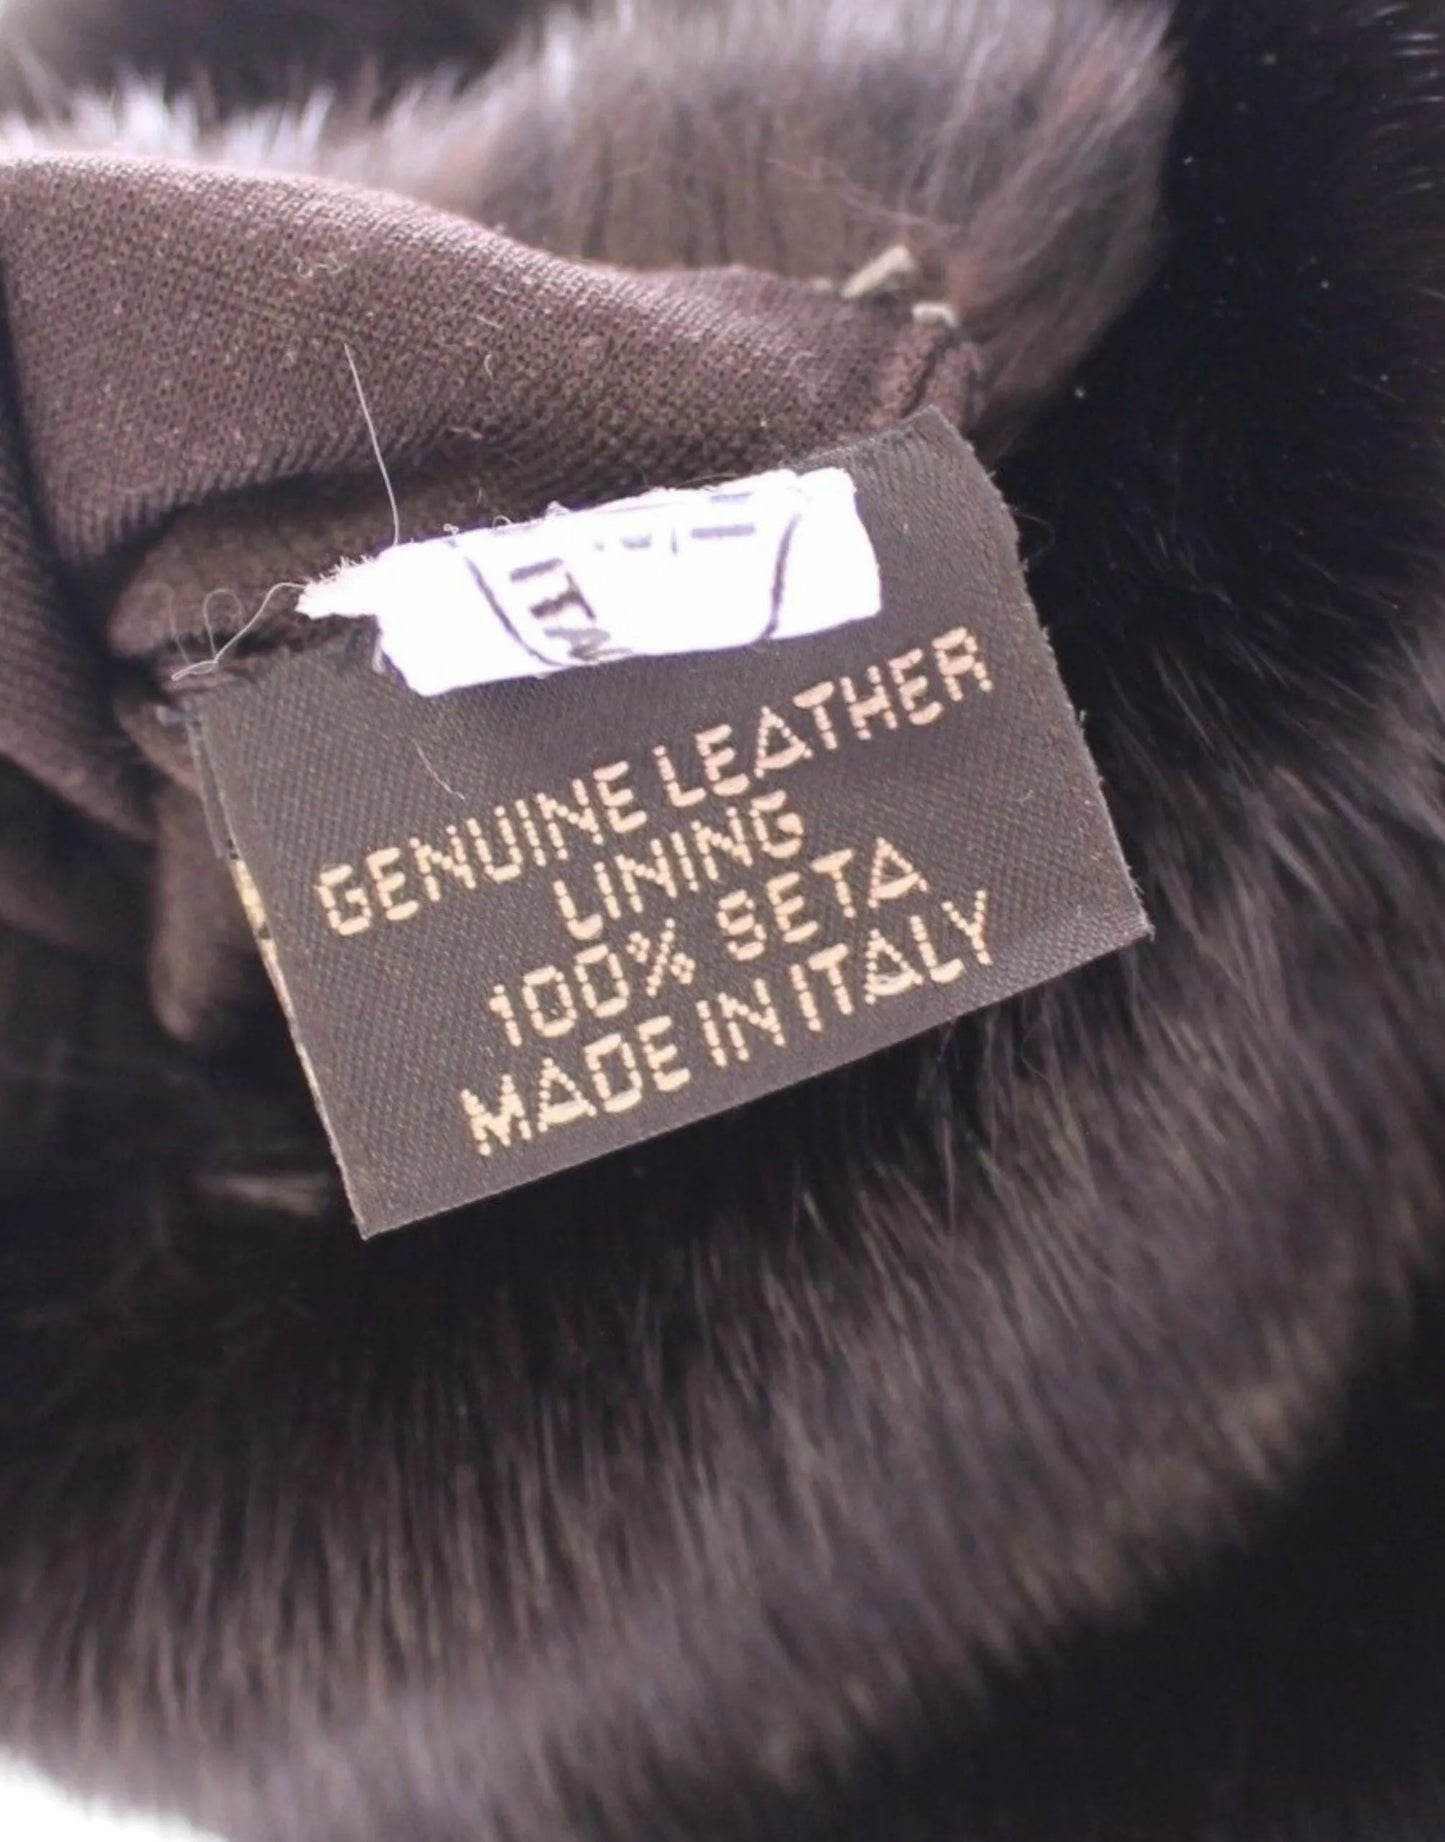 GENUINE LEATHER
LINING
100% SETA
MADE IN ITALY